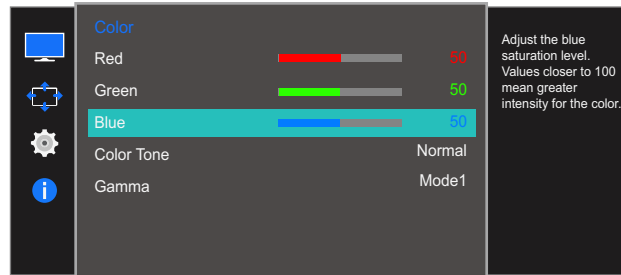 Color
Red 50
Green 50
Blue 50
Color Tone Normal
Gamma Mode1
Adjust the blue
saturation level.
Values closer to 100
mean greater
intensity for the color.